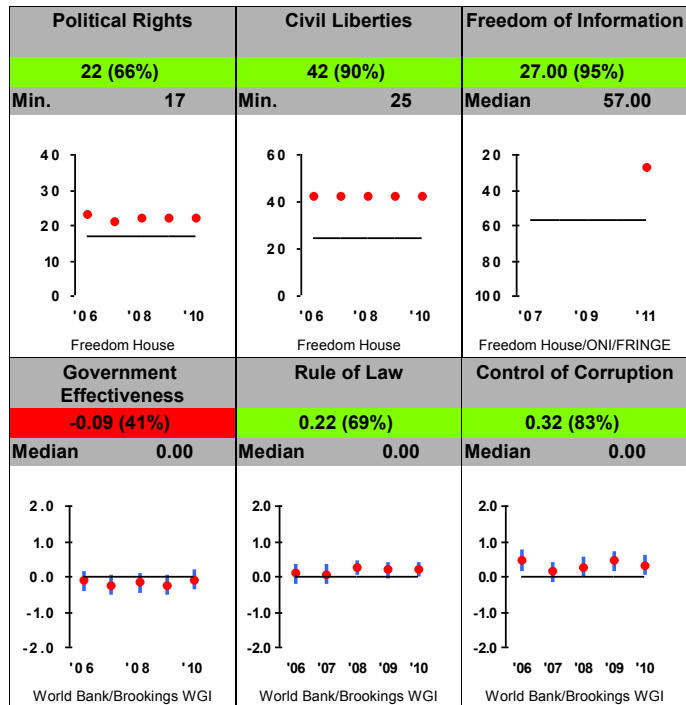 Political Rights
22 (66%)
Min. 17
40
30
20
10
0
'06 '08 '10
Freedom House
Civil Liberties
42 (90%)
Min. 25
60
40
20
0
'06 '08 '10
Freedom House
Freedom of Information
27.00 (95%)
Median 57.00
20
40
60
80
100
'07 '09 '11
Freedom House/ONI/FRINGE
Government
Effectiveness
-0.09 (41%)
Median 0.00
2.0
1.0
0.0
-1.0
-2.0
'06 '08 '10
World Bank/Brookings WGI
Rule of Law
0.22 (69%)
Median 0.00
2.0
1.0
0.0
-1.0
-2.0
'06 '07 '08 '09 '10
World Bank/Brookings WGI
Control of Corruption
0.32 (83%)
Median 0.00
2.0
1.0
0.0
-1.0
-2.0
'06 '07 '08 '09 '10
World Bank/Brookings WGI